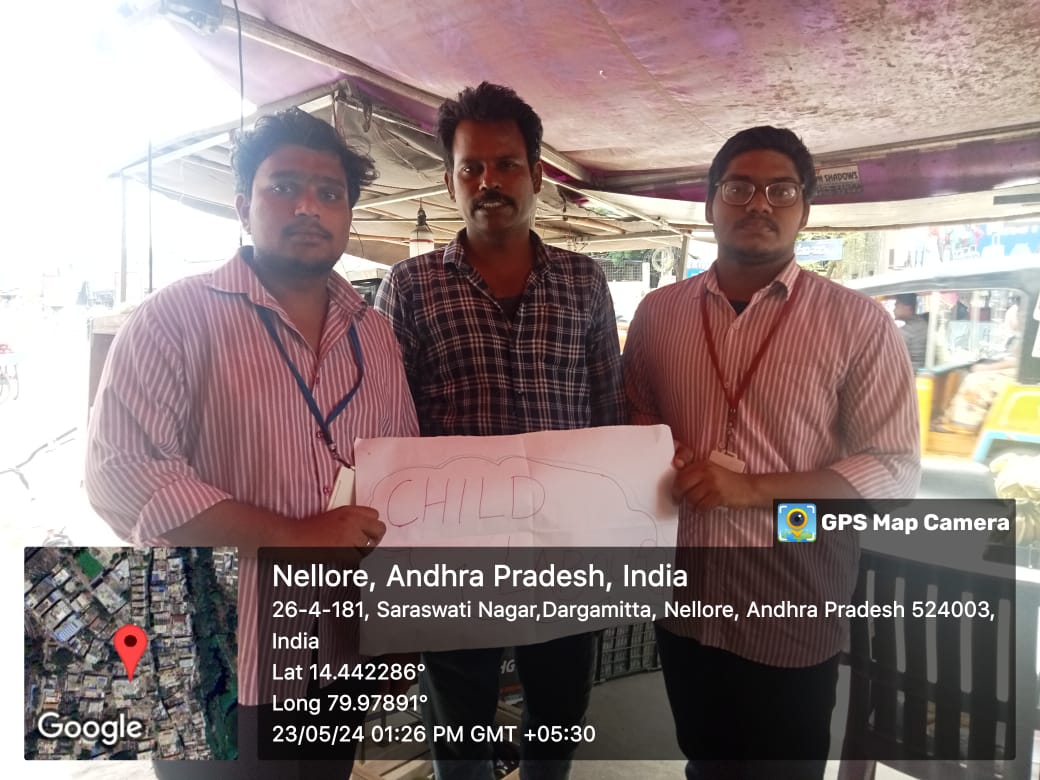 M SHADOWS
CHILD
GPS Map Camera
Nellore, Andhra Pradesh, India
26-4-181, Saraswati Nagar,Dargamitta, Nellore, Andhra Pradesh 524003,
India
Lat 14.442286°
Long 79.97891°
23/05/24 01:26 PM GMT +05:30
Google